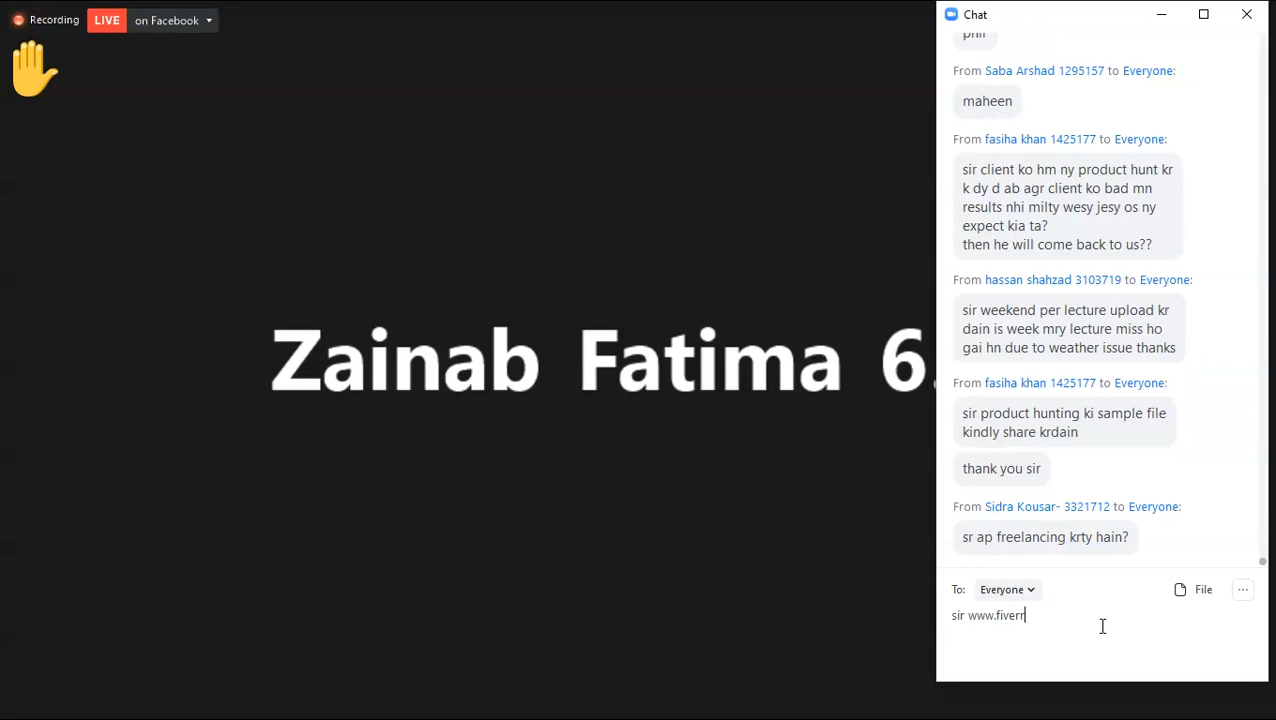 Recording
LIVE
on Facebook
Chat
phir
From Saba Arshad 1295157 to Everyone:
maheen
From fasiha khan 1425177 to Everyone:
sir client ko hm ny product hunt kr
k dy d ab agr client ko bad mn
results nhi milty wesy jesy os ny
expect kia ta?
then he will come back to us??
From hassan shahzad 3103719 to Everyone:
sir weekend per lecture upload kr
dain is week mry lecture miss ho
gai hn due to weather issue thanks
From fasiha khan 1425177 to Everyone:
sir product hunting ki sample file
kindly share krdain
thank you sir
From Sidra Kousar- 3321712 to Everyone:
sr ap freelancing krty hain?
To: Everyone
File
sir www.fiverr
Zainab Fatima 6.